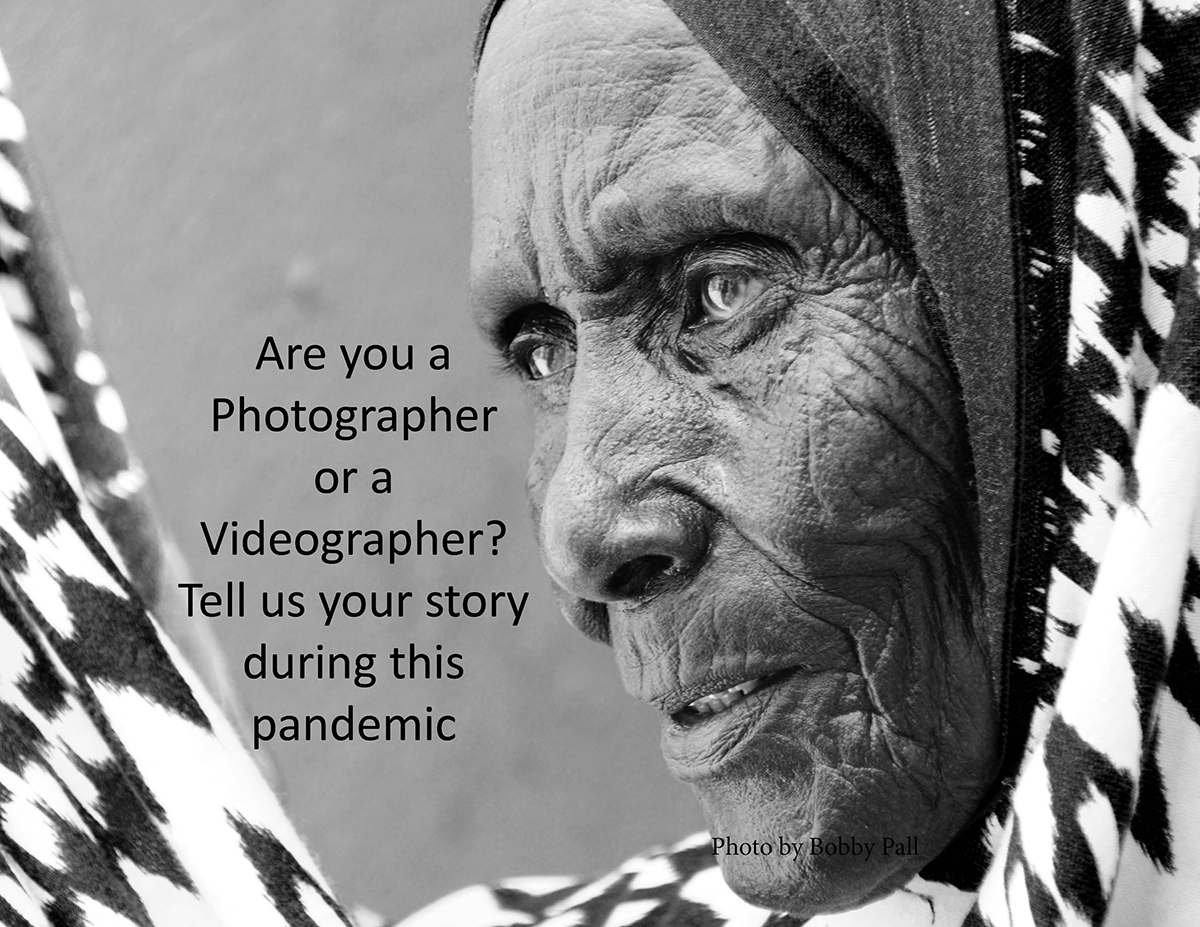 Are you a
Photographer
or a
Videographer?
Tell us your story
during this
pandemic
Photo by Bobby Pall